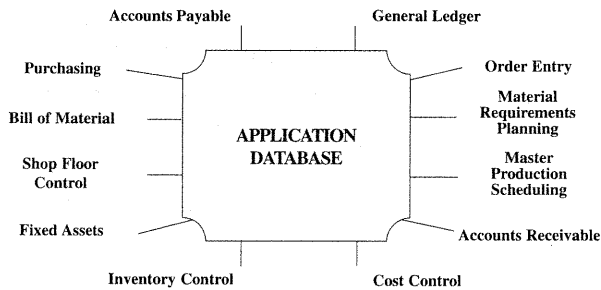 Accounts Payable
General Ledger
Purchasing
Order Entry
Bill of Material
Material
Requirements
Planning
APPLICATION
DATABASE
Shop Floor
Control
Master
Production
Scheduling
Fixed Assets
Accounts Receivable
Inventory Control
Cost Control